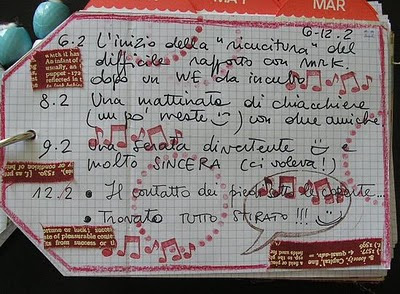 MAR
6-12.2
6.2 L'inizio della "ricucitura" del
difficile rapporto con mrk.
dopo un WE da incubo
8.2 Una mattinata di chiacchiere
(un po' meste) con due amiche.
9.2 una serata divertente e
molto SINCERA (ci voleva!)
12.2 • Il contatto dei piedi sotto le coperte...
• Trovato TUTTO STIRATO!!!